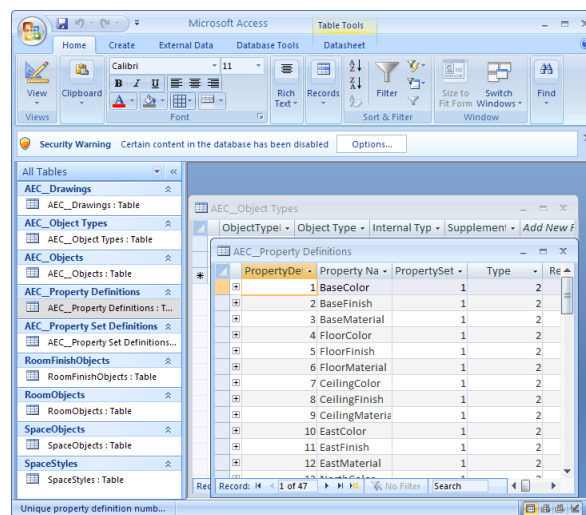 Microsoft Access
Table Tools
Home Create External Data Database Tools Datasheet
View
Clipboard
Calibri 11
B I U
A
Rich Text
Records
Filter
Size to Fit Form
Switch Windows
Find
Views
Font
Sort & Filter
Window
Security Warning Certain content in the database has been disabled Options...
All Tables
AEC_Drawings
AEC_Drawings : Table
AEC_Object Types
AEC_Object Types : Table
AEC_Objects
AEC_Objects : Table
AEC_Property Definitions
AEC_Property Definitions : T...
AEC_Property Set Definitions
AEC_Property Set Definitions...
RoomFinishObjects
RoomFinishObjects : Table
RoomObjects
RoomObjects : Table
SpaceObjects
SpaceObjects : Table
SpaceStyles
SpaceStyles : Table
AEC_Object Types
ObjectTypeI Object Type Internal Typ Supplement Add New F
AEC_Property Definitions
PropertyDef Property Na PropertySet Type Re
1 BaseColor 1 2
2 BaseFinish 1 2
3 BaseMaterial 1 2
4 FloorColor 1 2
5 FloorFinish 1 2
6 FloorMaterial 1 2
7 CeilingColor 1 2
8 CeilingFinish 1 2
9 CeilingMateria 1 2
10 EastColor 1 2
11 EastFinish 1 2
12 EastMaterial 1 2
Rec
Record: 1 of 47 No Filter Search
Unique property definition numb...